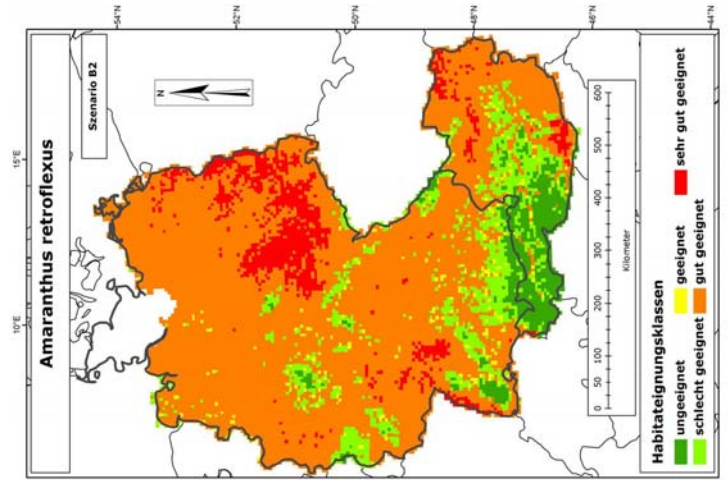 Amaranthus retroflexus
Szenario B2
10°E 15°E
54°N
52°N
50°N
48°N
46°N
44°N
N
0 50 100 200 300 400 500 600
Kilometer
Habitateignungsklassen
ungeeignet geeignet sehr gut geeignet
schlecht geeignet gut geeignet